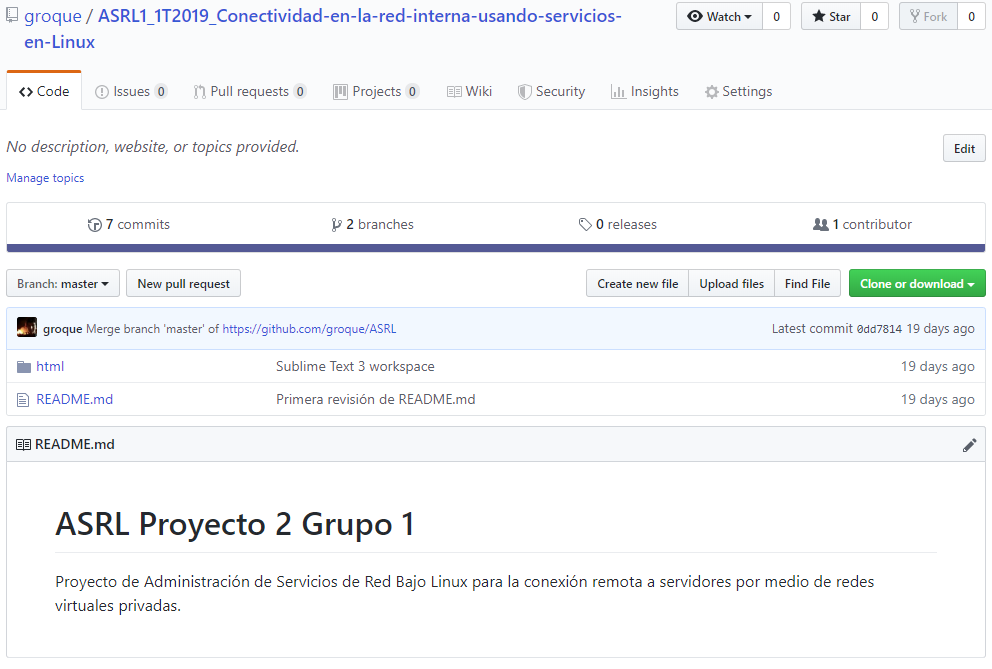 groque / ASRL1_1T2019_Conectividad-en-la-red-interna-usando-servicios-
en-Linux
Watch 0 Star 0 Fork 0
Code Issues 0 Pull requests 0 Projects 0 Wiki Security Insights Settings
No description, website, or topics provided. Edit
Manage topics
7 commits 2 branches 0 releases 1 contributor
Branch: master New pull request Create new file Upload files Find File Clone or download
groque Merge branch 'master' of https://github.com/groque/ASRL Latest commit 0dd7814 19 days ago
html Sublime Text 3 workspace 19 days ago
README.md Primera revisión de README.md 19 days ago
README.md
ASRL Proyecto 2 Grupo 1
Proyecto de Administración de Servicios de Red Bajo Linux para la conexión remota a servidores por medio de redes
virtuales privadas.